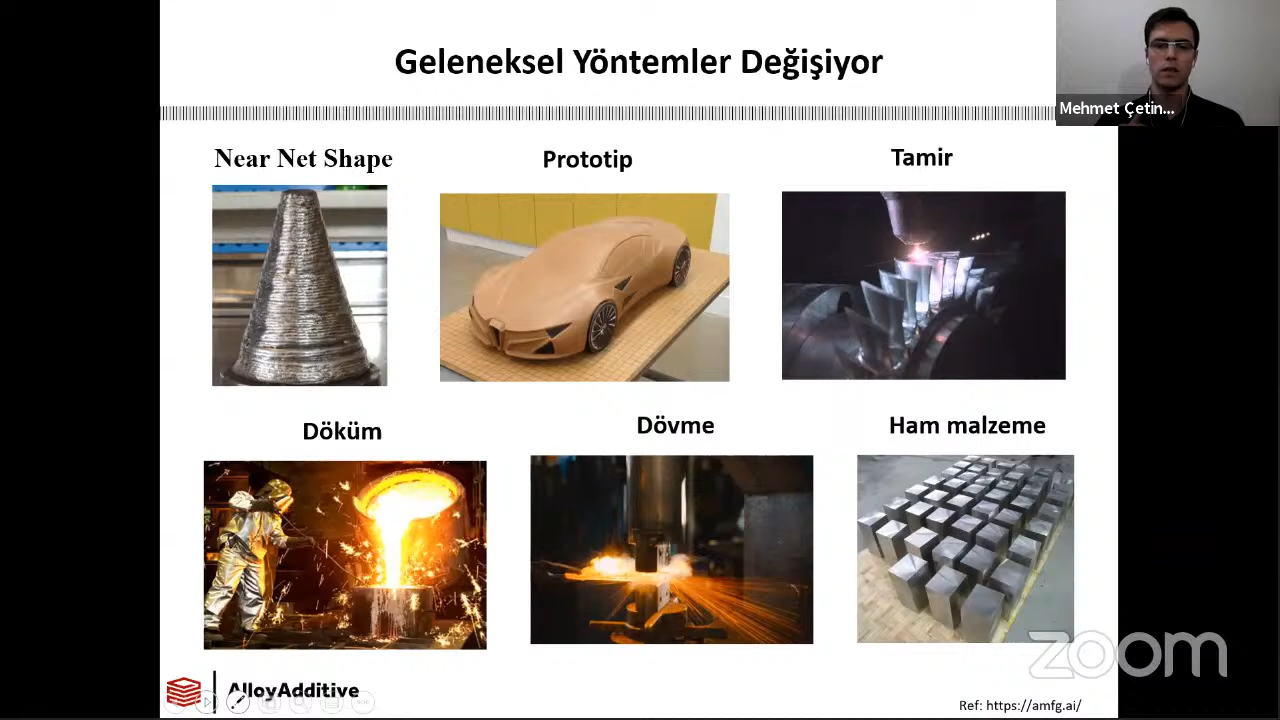 Geleneksel Yöntemler Değişiyor
Mehmet Çetin...
Near Net Shape
Prototip
Tamir
Döküm
Dövme
Ham malzeme
zoom
AlloyAdditive
Ref: https://amfg.ai/